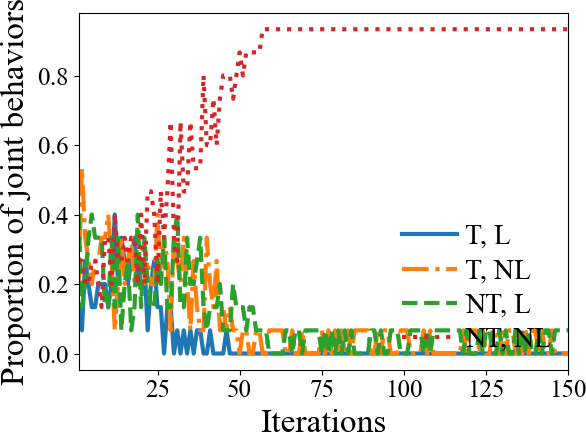 Proportion of joint behaviors
0.8
0.6
0.4
0.2
0.0
T, L
T, NL
NT, L
NT, NL
25
50
75
100
125
150
Iterations